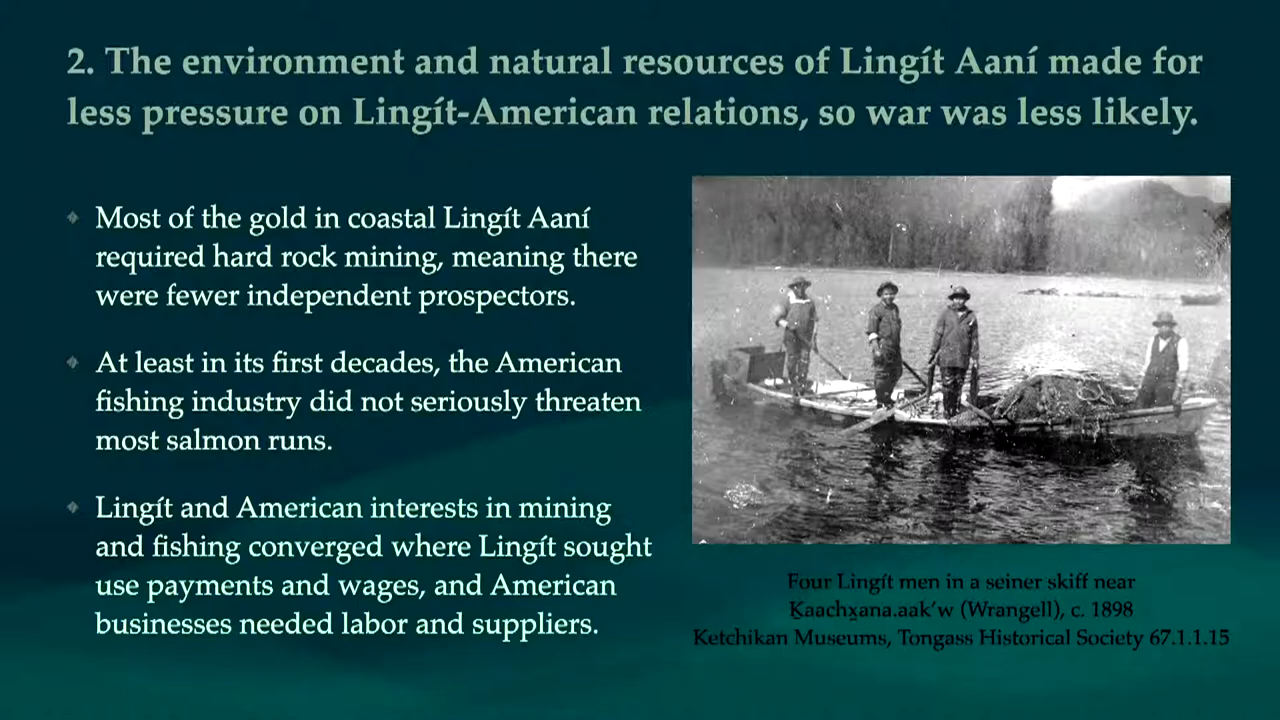 2. The environment and natural resources of Lingít Aaní made for
less pressure on Lingít-American relations, so war was less likely.
Most of the gold in coastal Lingít Aaní
required hard rock mining, meaning there
were fewer independent prospectors.
At least in its first decades, the American
fishing industry did not seriously threaten
most salmon runs.
Lingít and American interests in mining
and fishing converged where Lingít sought
use payments and wages, and American
businesses needed labor and suppliers.
Four Lingít men in a seiner skiff near
Ḵaachx̱ana.aak’w (Wrangell), c. 1898
Ketchikan Museums, Tongass Historical Society 67.1.1.15